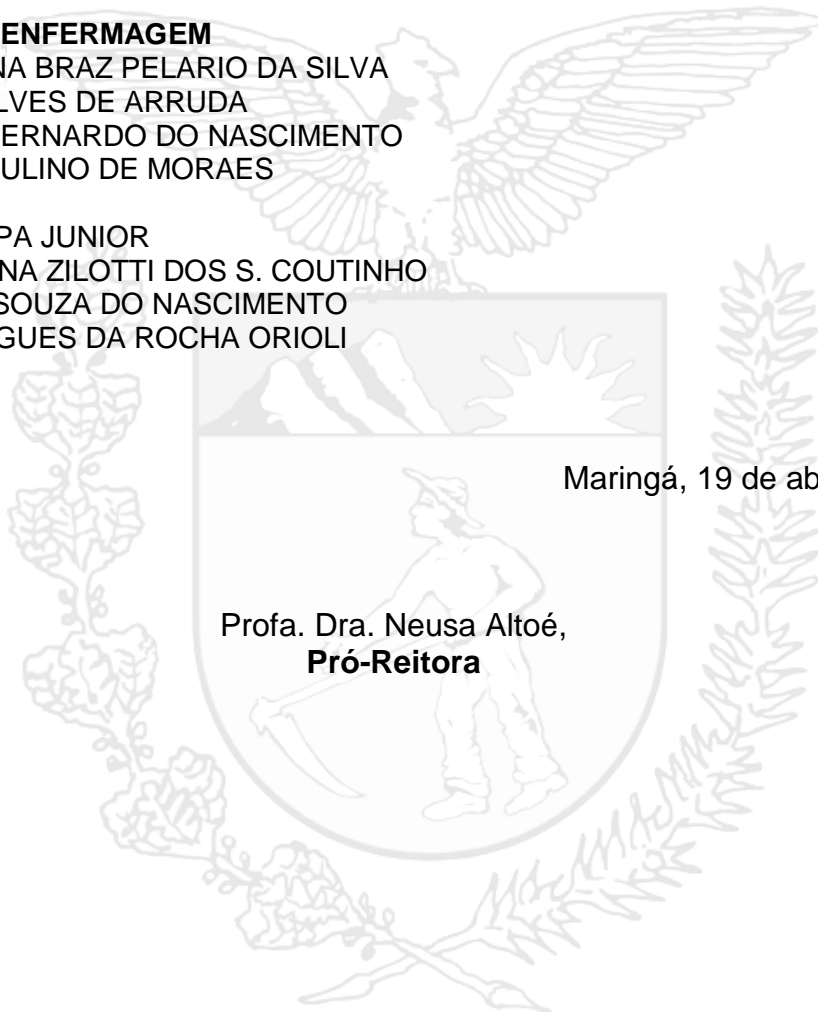 ENFERMAGEM
NA BRAZ PELARIO DA SILVA
LVES DE ARRUDA
ERNARDO DO NASCIMENTO
ULINO DE MORAES
PA JUNIOR
NA ZILOTTI DOS S. COUTINHO
SOUZA DO NASCIMENTO
GUES DA ROCHA ORIOLI
Maringá, 19 de ab
Profa. Dra. Neusa Altoé,
Pró-Reitora